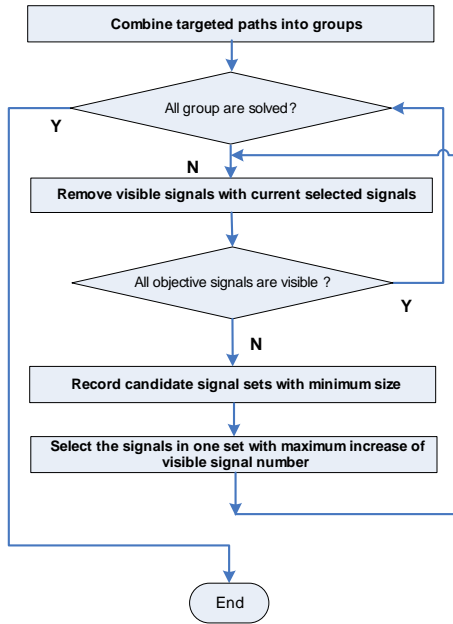 Combine targeted paths into groups
All group are solved?
Y
N
Remove visible signals with current selected signals
All objective signals are visible ?
Y
N
Record candidate signal sets with minimum size
Select the signals in one set with maximum increase of
visible signal number
End